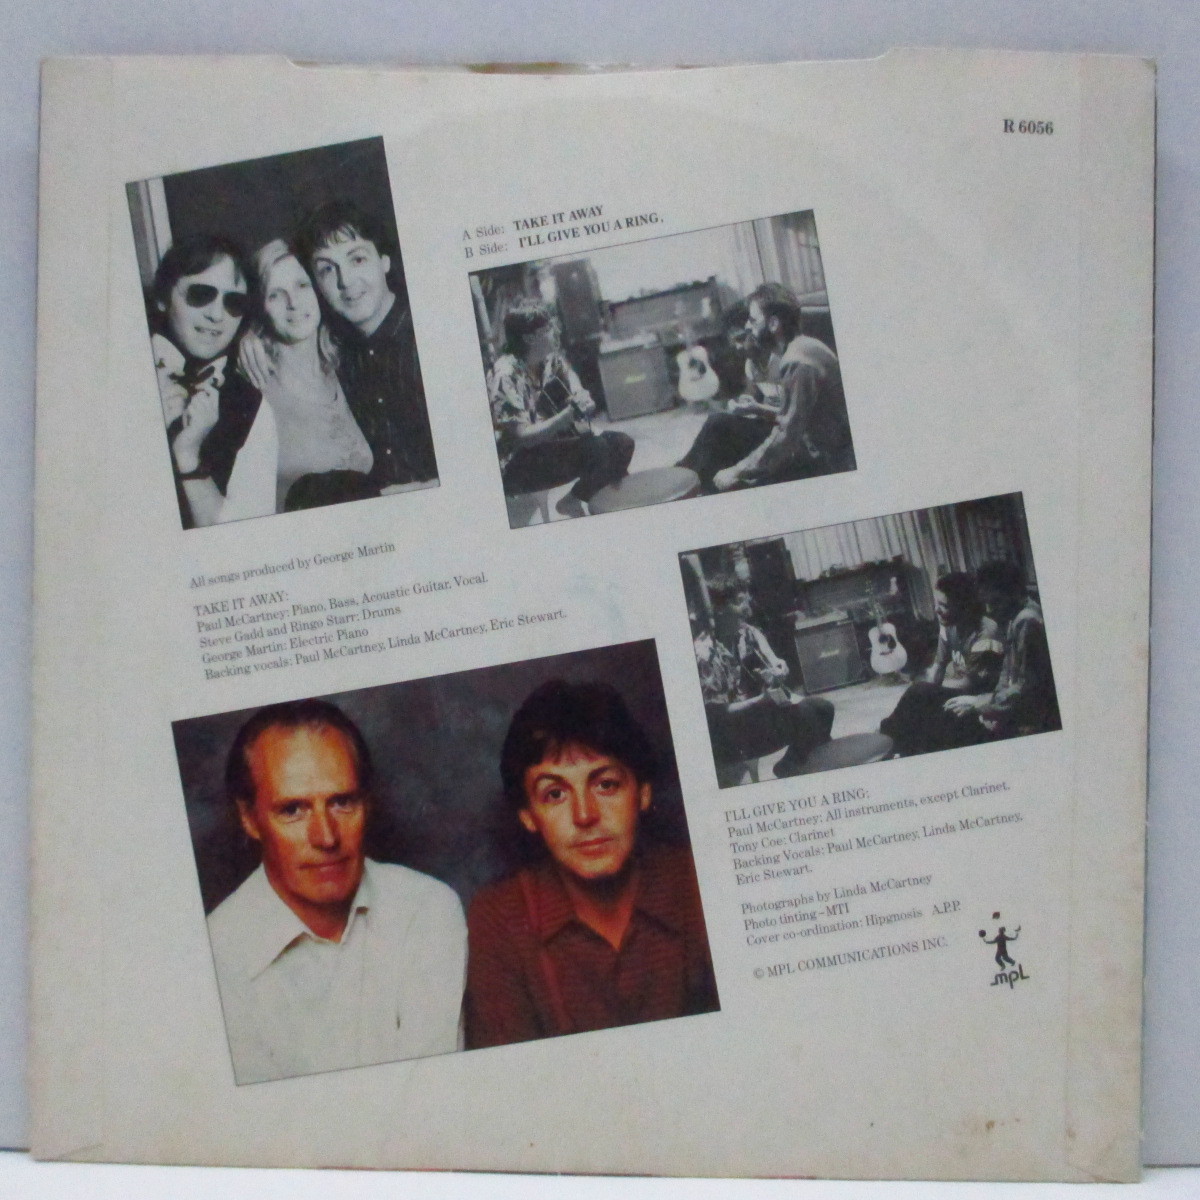 R 6056
A Side: TAKE IT AWAY
B Side: I'LL GIVE YOU A RING.
All songs produced by George Martin
TAKE IT AWAY:
Paul McCartney: Piano, Bass, Acoustic Guitar, Vocal.
Steve Gadd and Ringo Starr: Drums
George Martin: Electric Piano
Backing vocals: Paul McCartney, Linda McCartney, Eric Stewart.
I'LL GIVE YOU A RING:
Paul McCartney: All instruments, except Clarinet.
Tony Coe: Clarinet
Backing Vocals: Paul McCartney, Linda McCartney,
Eric Stewart.
Photographs by Linda McCartney
Photo tinting - MTI
Cover co-ordination: Hipgnosis A.P.P.
© MPL COMMUNICATIONS INC.
mpL